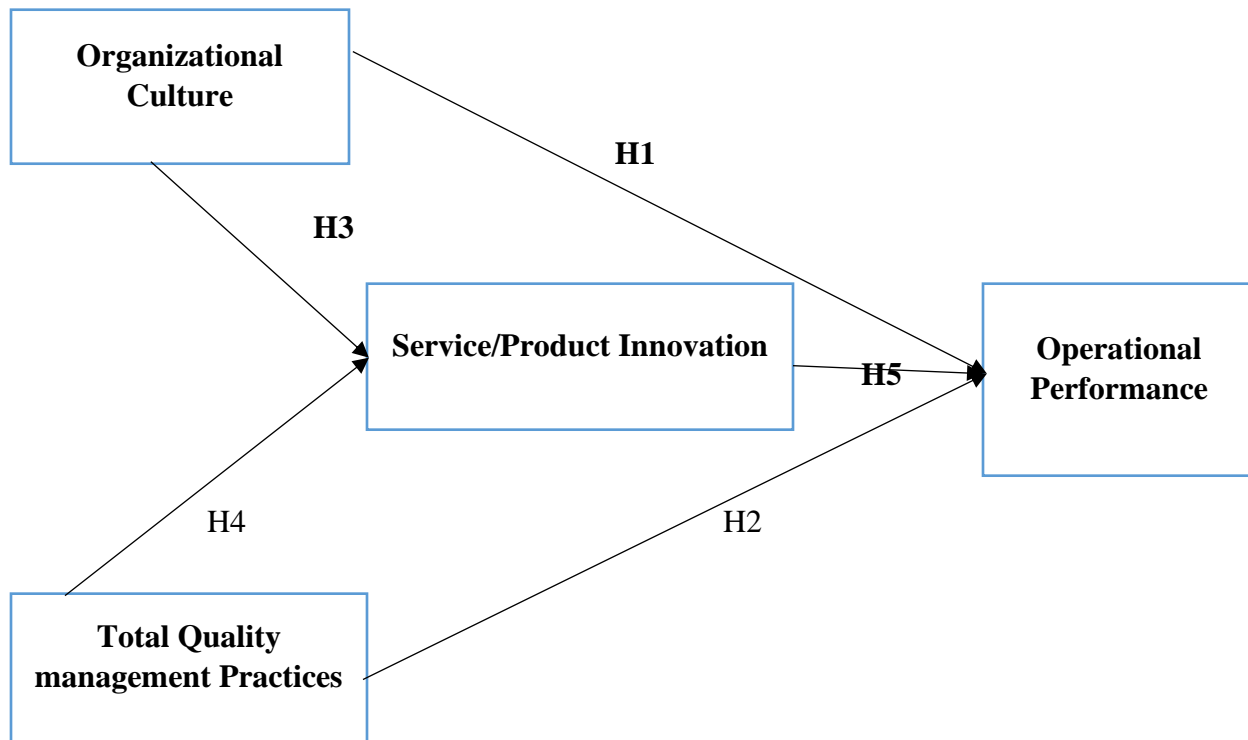 Organizational
Culture
H1
H3
Service/Product Innovation
H5
Operational
Performance
H4
H2
Total Quality
management Practices